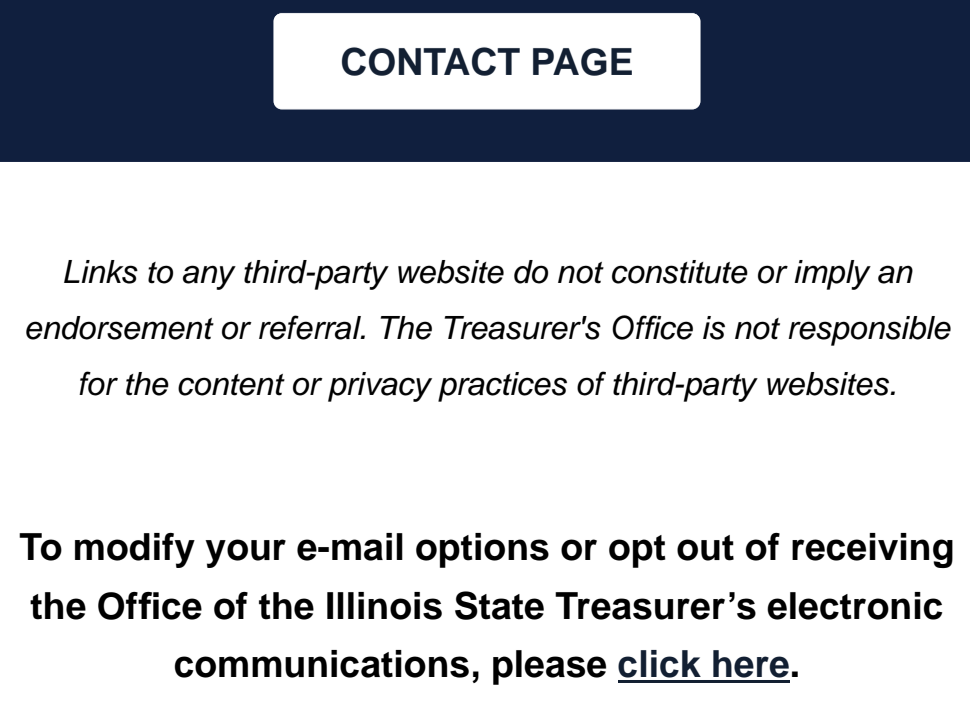 CONTACT PAGE
Links to any third-party website do not constitute or imply an
endorsement or referral. The Treasurer's Office is not responsible
for the content or privacy practices of third-party websites.
To modify your e-mail options or opt out of receiving
the Office of the Illinois State Treasurer’s electronic
communications, please click here.